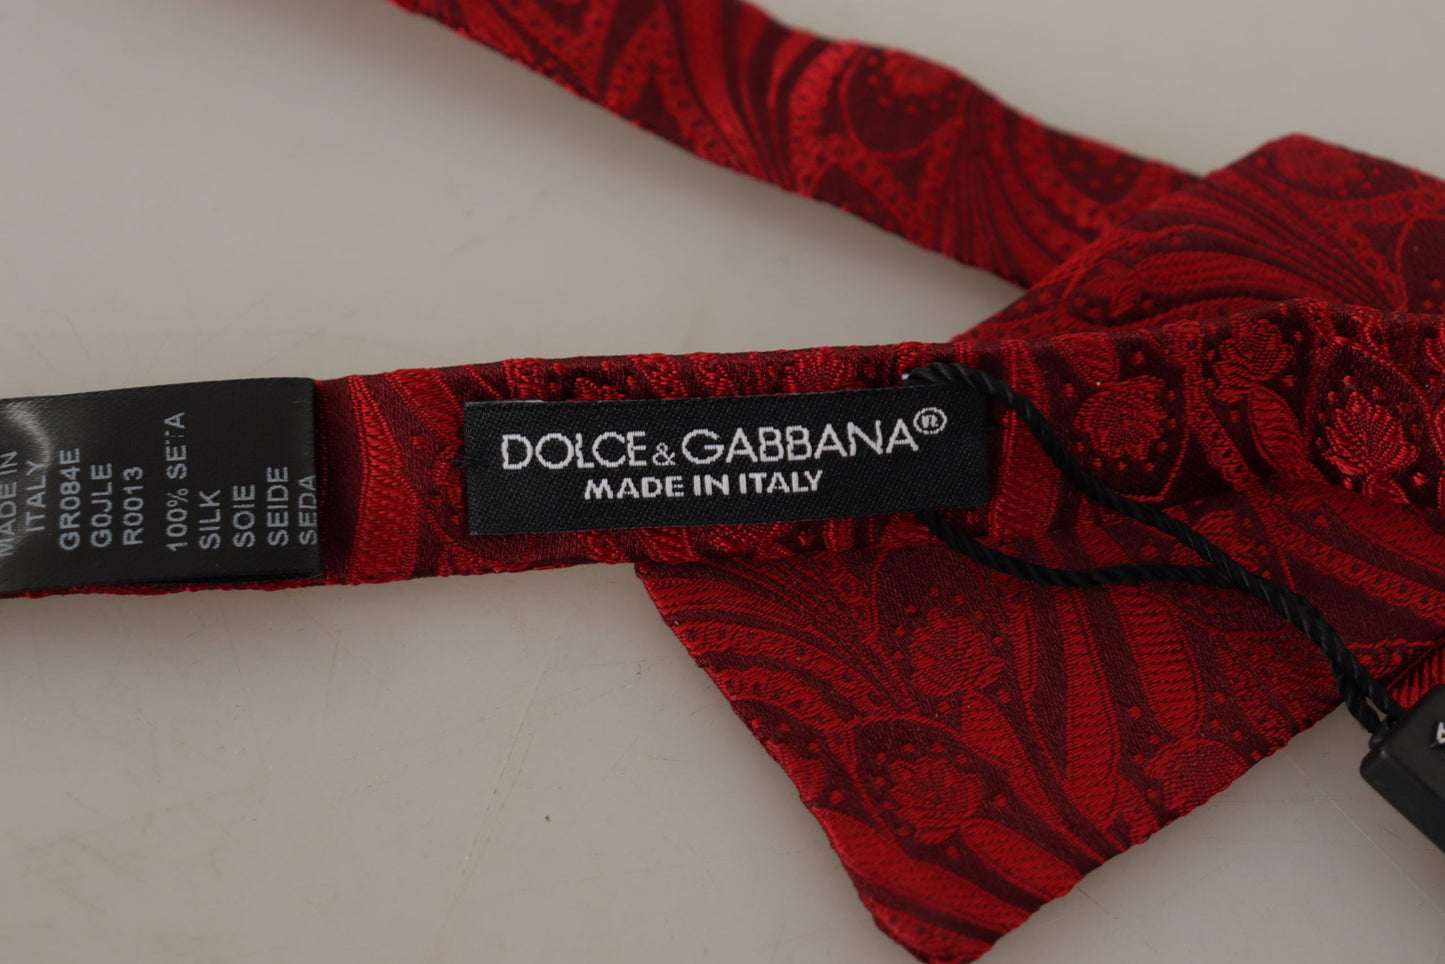 MADE IN
ITALY
GR084E
G0JLE
R0013
100% SETA
SILK
SOIE
SEIDE
SEDA
DOLCE&GABBANA®
MADE IN ITALY